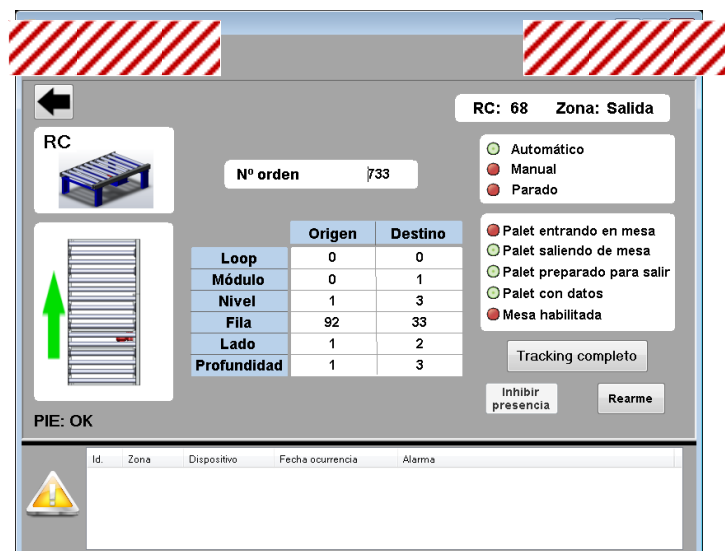 RC: 68 Zona: Salida
RC
Nº orden 733
Automático
Manual
Parado
Origen Destino
Loop 0 0
Módulo 0 1
Nivel 1 3
Fila 92 33
Lado 1 2
Profundidad 1 3
Palet entrando en mesa
Palet saliendo de mesa
Palet preparado para salir
Palet con datos
Mesa habilitada
Tracking completo
Inhibir
presencia
Rearme
PIE: OK
Id. Zona Dispositivo Fecha ocurrencia Alarma